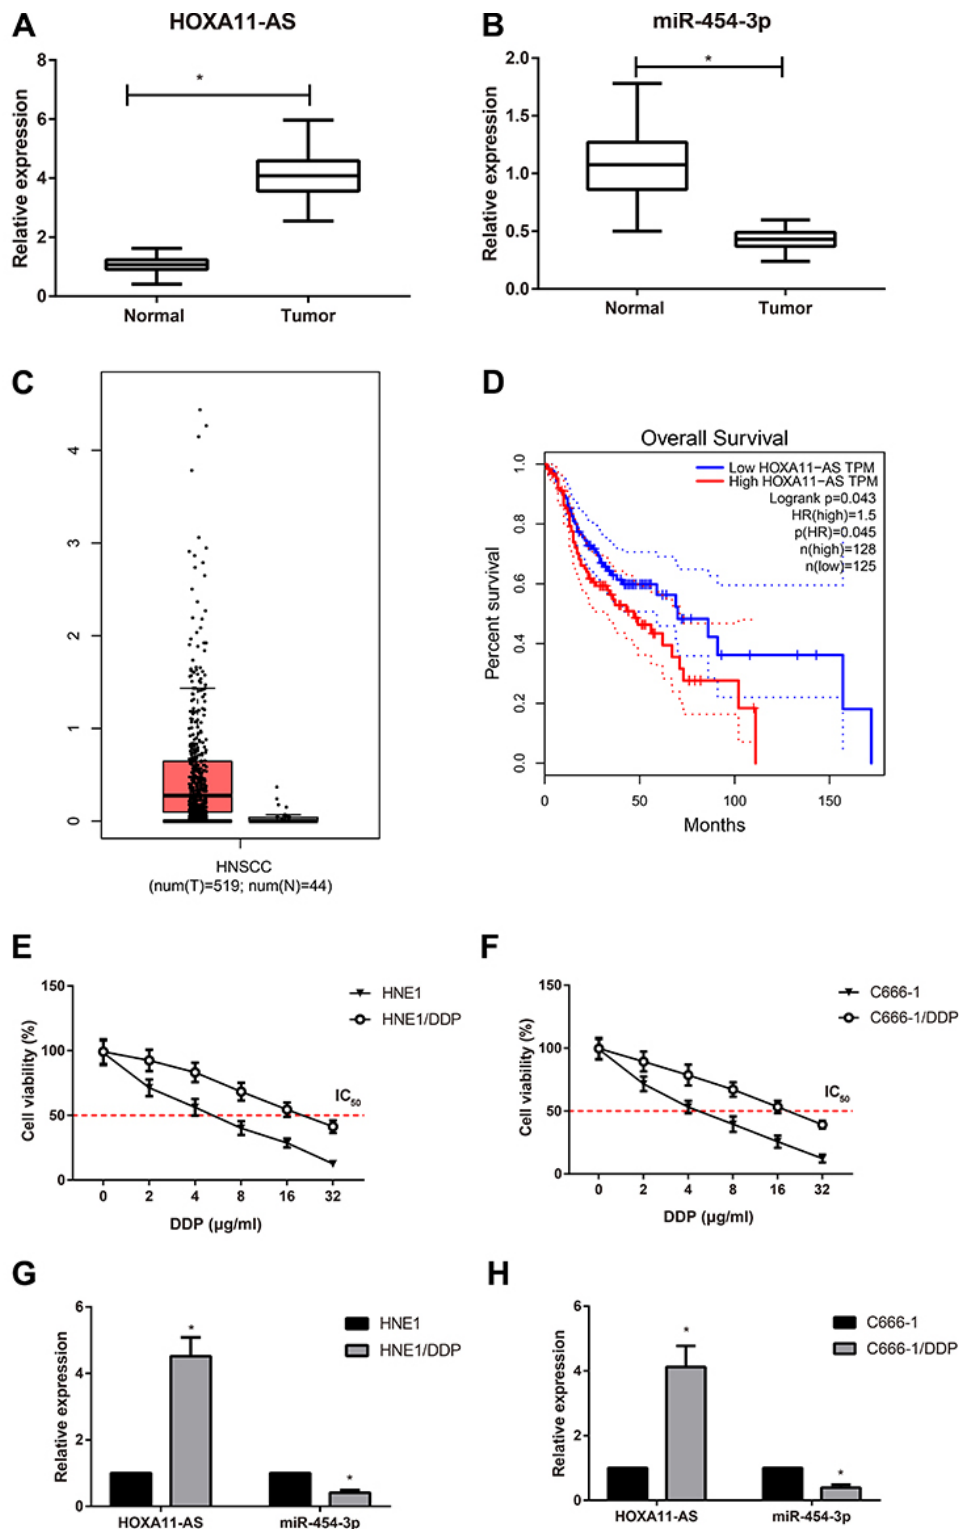 A
HOXA11-AS
Relative expression
8
6
4
2
0
*
Normal
Tumor
B
miR-454-3p
Relative expression
2.0
1.5
1.0
0.5
0.0
*
Normal
Tumor
C
4
3
2
1
0
HNSCC
(num(T)=519; num(N)=44)
D
Overall Survival
Percent survival
1.0
0.8
0.6
0.4
0.2
0.0
Low HOXA11−AS TPM
High HOXA11−AS TPM
Logrank p=0.043
HR(high)=1.5
p(HR)=0.045
n(high)=128
n(low)=125
0
50
100
150
Months
E
Cell viability (%)
150
100
50
0
HNE1
HNE1/DDP
IC50
0
2
4
8
16
32
DDP (µg/ml)
F
Cell viability (%)
150
100
50
0
C666-1
C666-1/DDP
IC50
0
2
4
8
16
32
DDP (µg/ml)
G
Relative expression
6
4
2
0
*
*
HNE1
HNE1/DDP
HOXA11-AS
miR-454-3p
H
Relative expression
6
4
2
0
*
*
C666-1
C666-1/DDP
HOXA11-AS
miR-454-3p